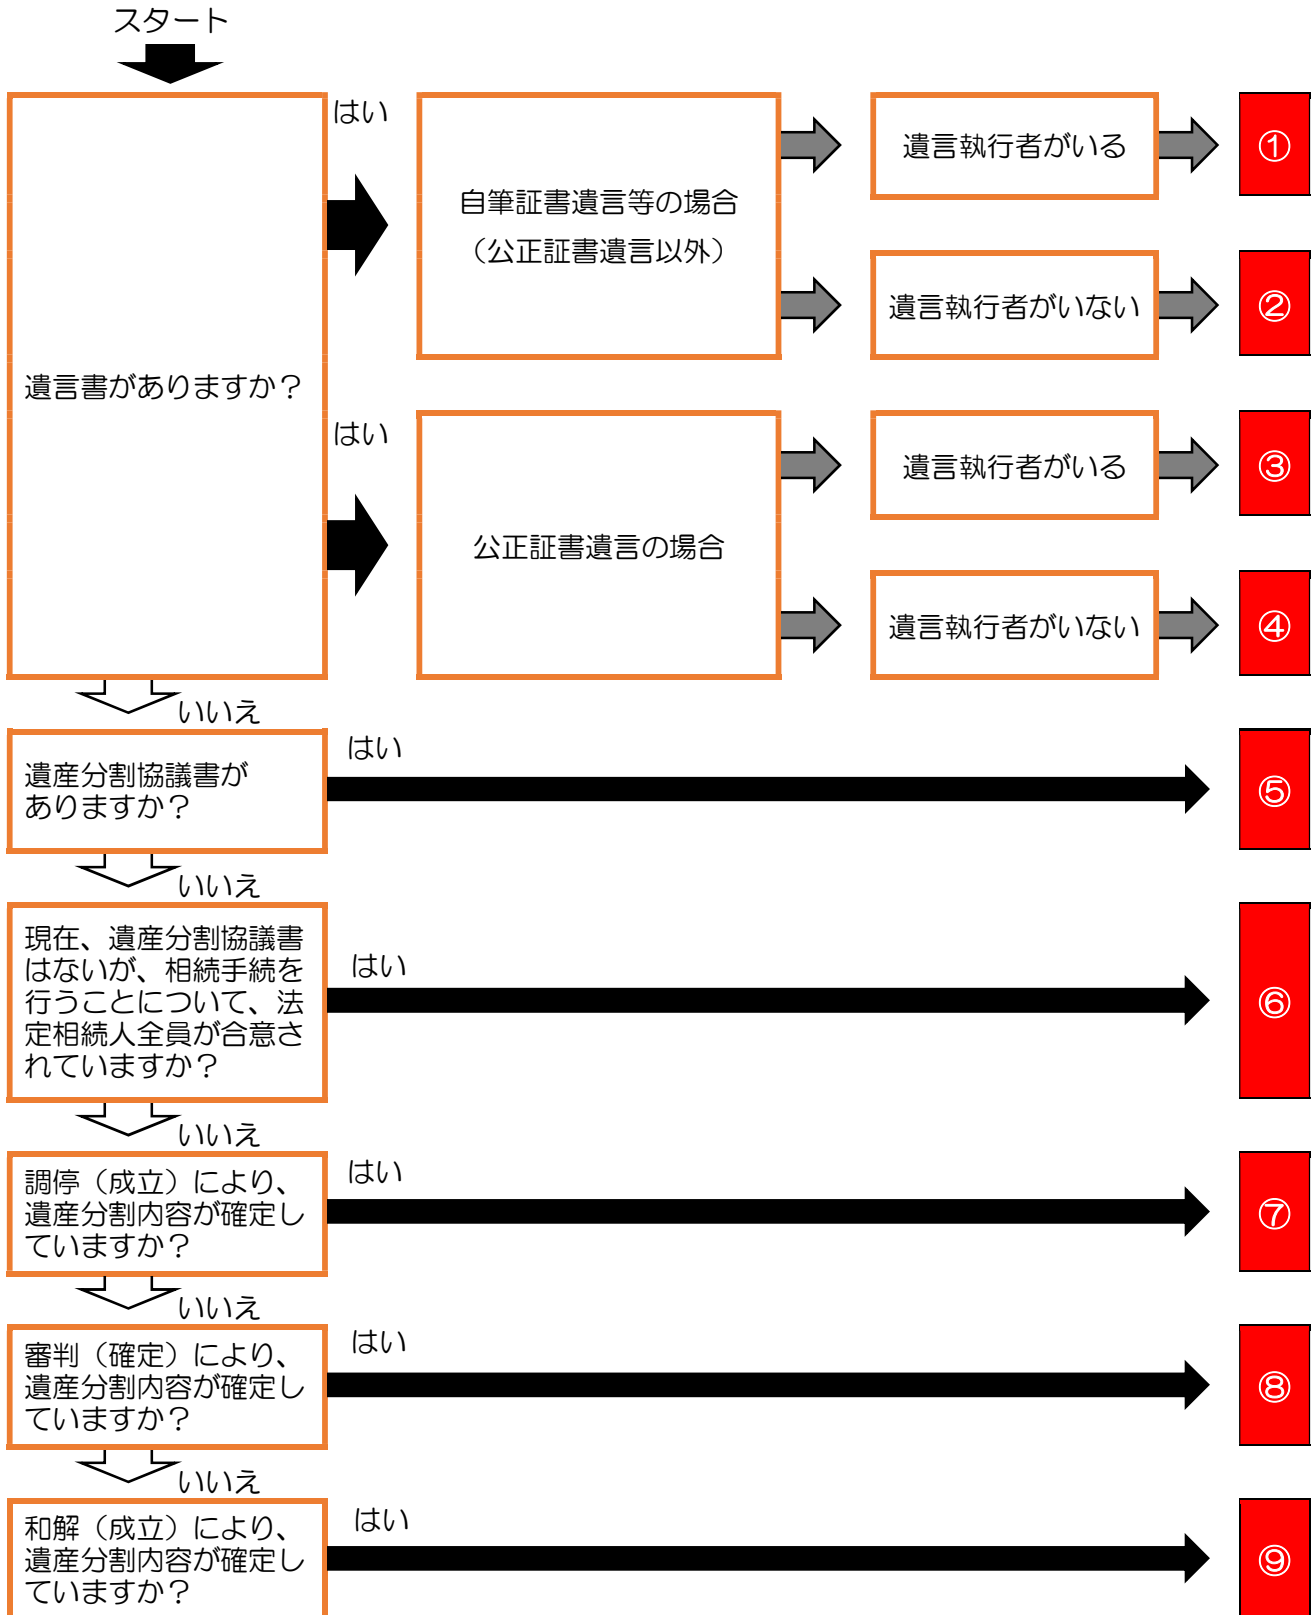 スタート
はい
自筆証書遺言等の場合
（公正証書遺言以外）
遺言執行者がいる
①
遺言執行者がいない
②
遺言書がありますか？
はい
公正証書遺言の場合
遺言執行者がいる
③
遺言執行者がいない
④
いいえ
遺産分割協議書が
ありますか？
はい
⑤
いいえ
現在、遺産分割協議書
はないが、相続手続を
行うことについて、法
定相続人全員が合意さ
れていますか？
はい
⑥
いいえ
調停（成立）により、
遺産分割内容が確定し
ていますか？
はい
⑦
いいえ
審判（確定）により、
遺産分割内容が確定し
ていますか？
はい
⑧
いいえ
和解（成立）により、
遺産分割内容が確定し
ていますか？
はい
⑨